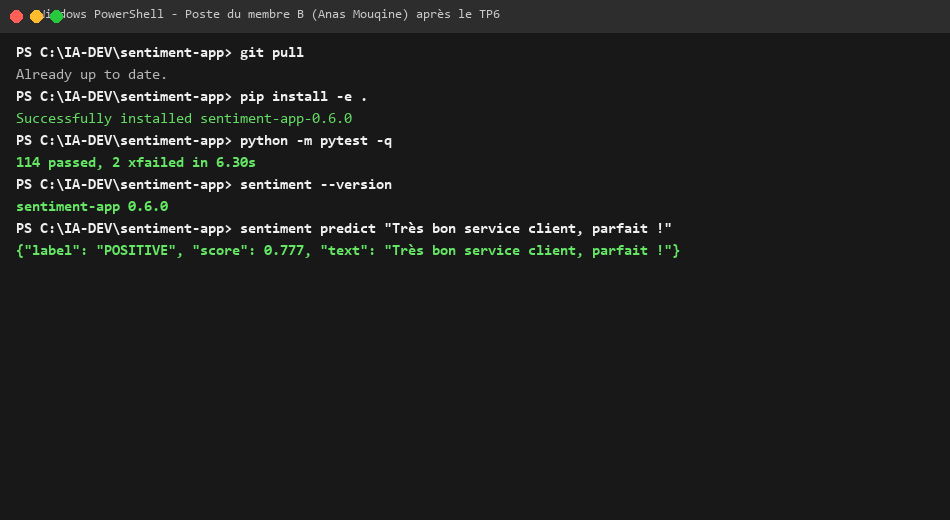 Windows PowerShell - Poste du membre B (Anas Mouqine) après le TP6
PS C:\IA-DEV\sentiment-app> git pull
Already up to date.
PS C:\IA-DEV\sentiment-app> pip install -e .
Successfully installed sentiment-app-0.6.0
PS C:\IA-DEV\sentiment-app> python -m pytest -q
114 passed, 2 xfailed in 6.30s
PS C:\IA-DEV\sentiment-app> sentiment --version
sentiment-app 0.6.0
PS C:\IA-DEV\sentiment-app> sentiment predict "Très bon service client, parfait !"
{"label": "POSITIVE", "score": 0.777, "text": "Très bon service client, parfait !"}